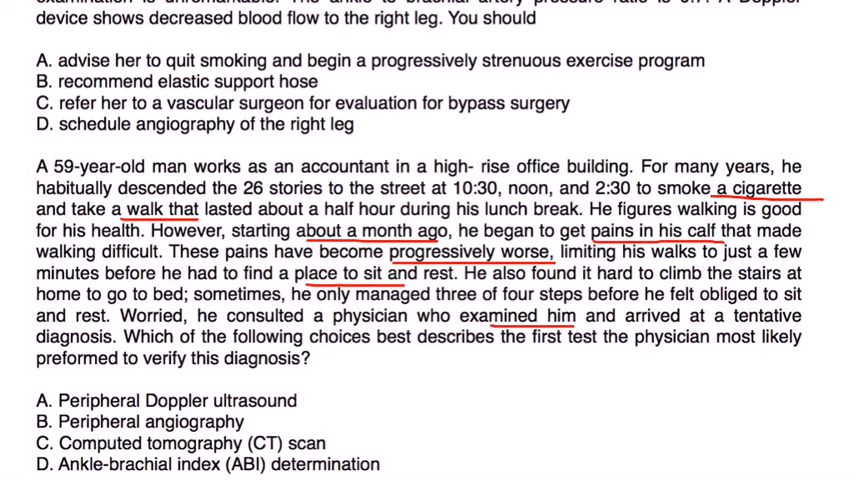 device shows decreased blood flow to the right leg. You should
A. advise her to quit smoking and begin a progressively strenuous exercise program
B. recommend elastic support hose
C. refer her to a vascular surgeon for evaluation for bypass surgery
D. schedule angiography of the right leg
A 59-year-old man works as an accountant in a high- rise office building. For many years, he
habitually descended the 26 stories to the street at 10:30, noon, and 2:30 to smoke a cigarette
and take a walk that lasted about a half hour during his lunch break. He figures walking is good
for his health. However, starting about a month ago, he began to get pains in his calf that made
walking difficult. These pains have become progressively worse, limiting his walks to just a few
minutes before he had to find a place to sit and rest. He also found it hard to climb the stairs at
home to go to bed; sometimes, he only managed three of four steps before he felt obliged to sit
and rest. Worried, he consulted a physician who examined him and arrived at a tentative
diagnosis. Which of the following choices best describes the first test the physician most likely
preformed to verify this diagnosis?
A. Peripheral Doppler ultrasound
B. Peripheral angiography
C. Computed tomography (CT) scan
D. Ankle-brachial index (ABI) determination